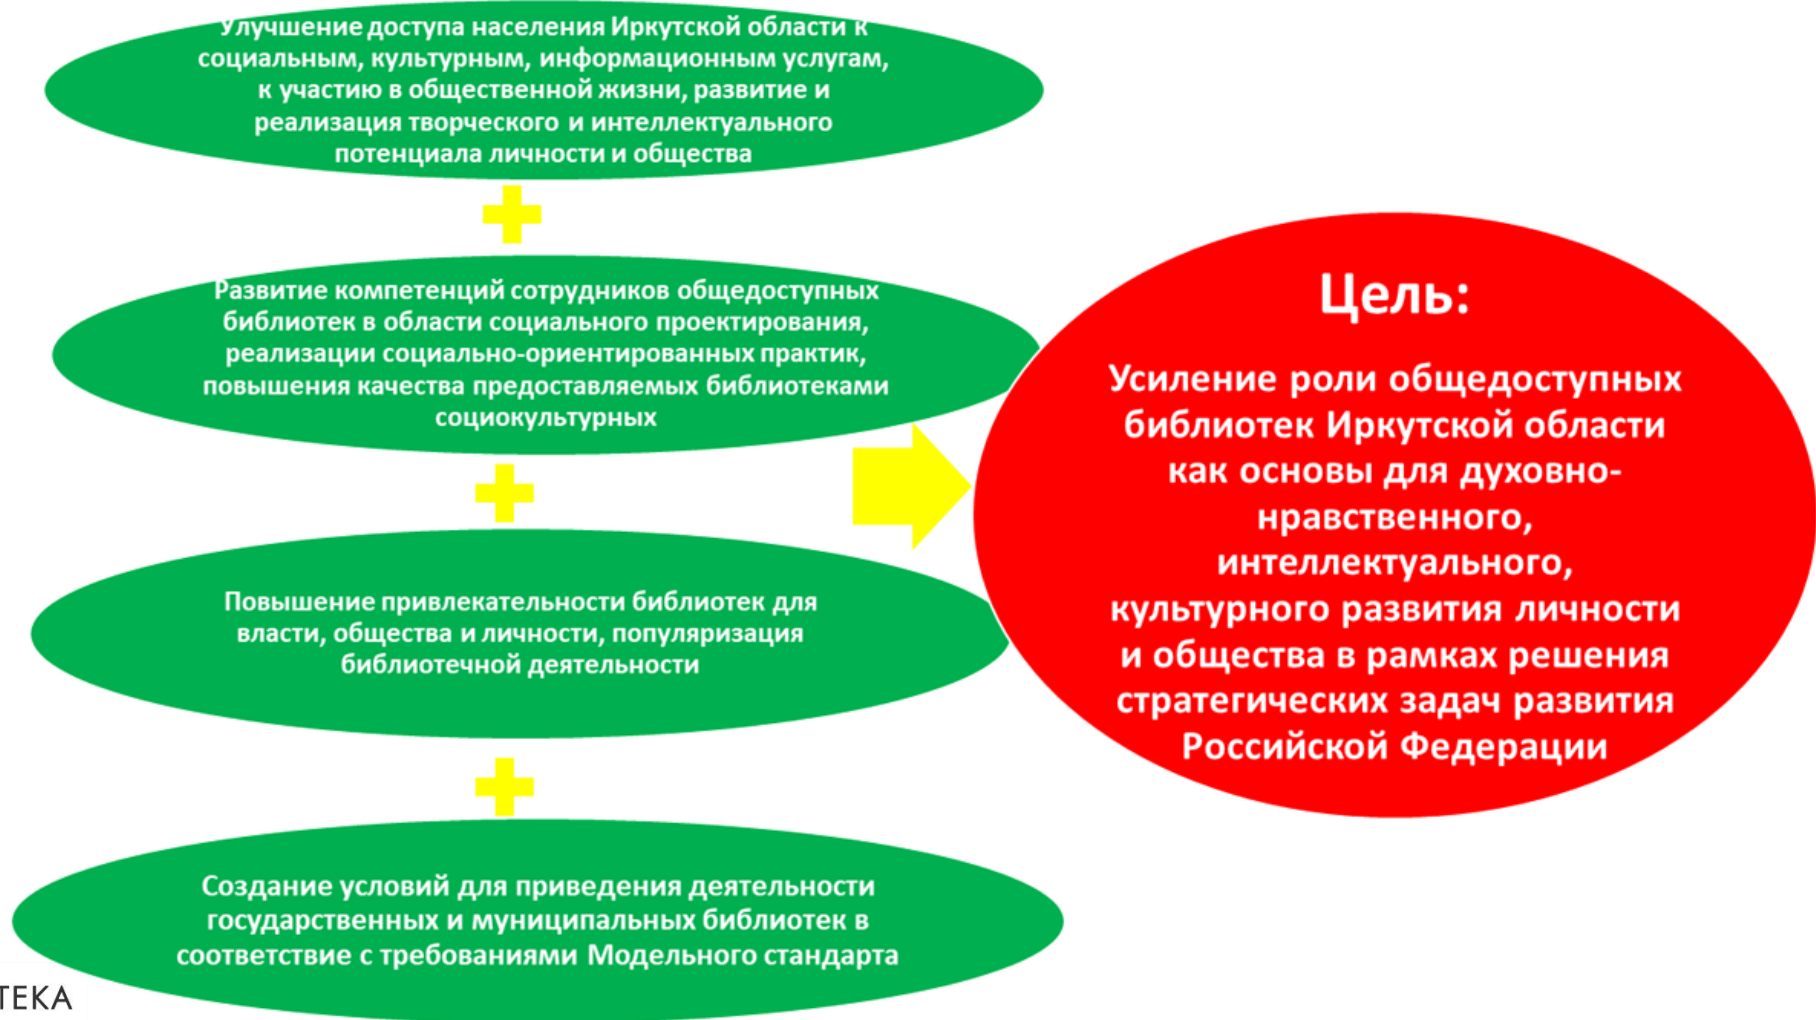 Улучшение доступа населения Иркутской области к
социальным, культурным, информационным услугам,
к участию в общественной жизни, развитие и
реализация творческого и интеллектуального
потенциала личности и общества
Развитие компетенций сотрудников общедоступных
библиотек в области социального проектирования,
реализации социально-ориентированных практик,
повышения качества предоставляемых библиотеками
социокультурных
Повышение привлекательности библиотек для
власти, общества и личности, популяризация
библиотечной деятельности
Создание условий для приведения деятельности
государственных и муниципальных библиотек в
соответствие с требованиями Модельного стандарта
Цель:
Усиление роли общедоступных
библиотек Иркутской области
как основы для духовно-
нравственного,
интеллектуального,
культурного развития личности
и общества в рамках решения
стратегических задач развития
Российской Федерации
ТЕКА